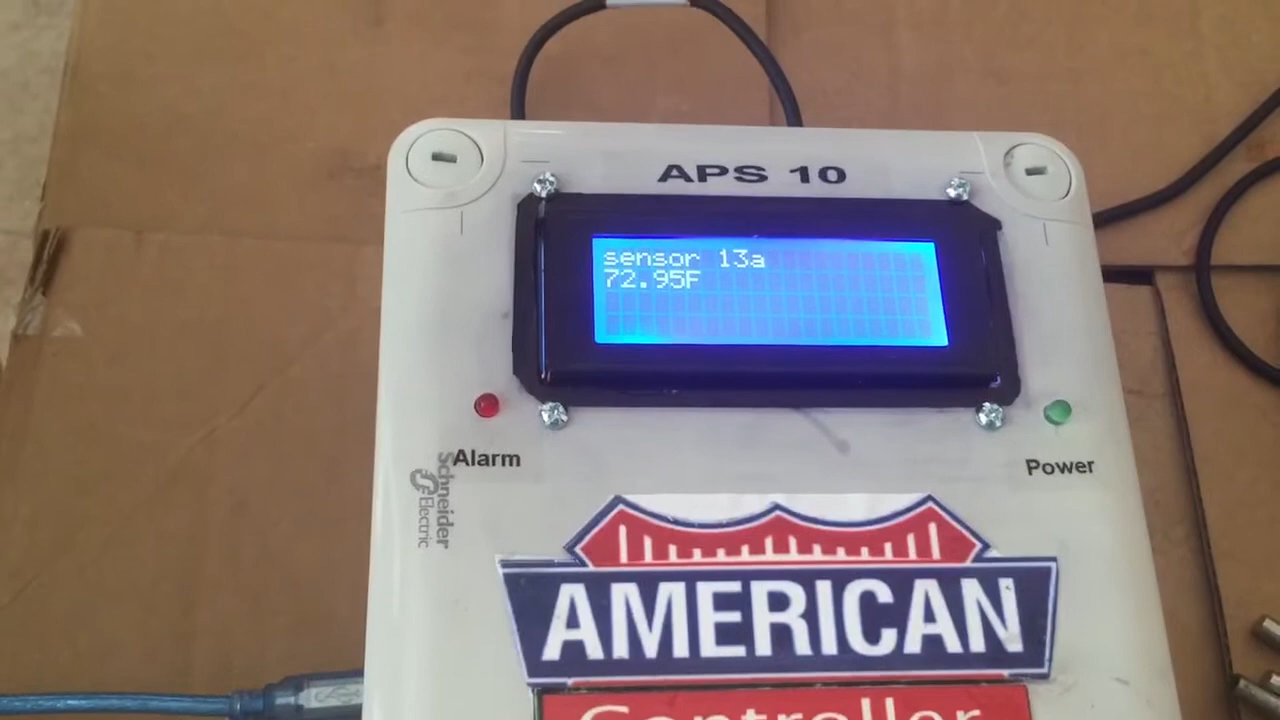 APS 10
sensor 13a
72.95F
Alarm
Power
Schneider
Electric
AMERICAN
Controller